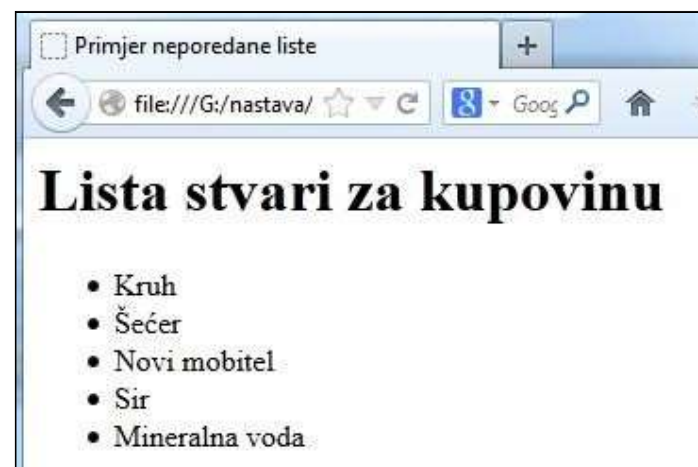 Primjer neporedane liste
file:///G:/nastava/
Goog
Lista stvari za kupovinu
Kruh
Šećer
Novi mobitel
Sir
Mineralna voda